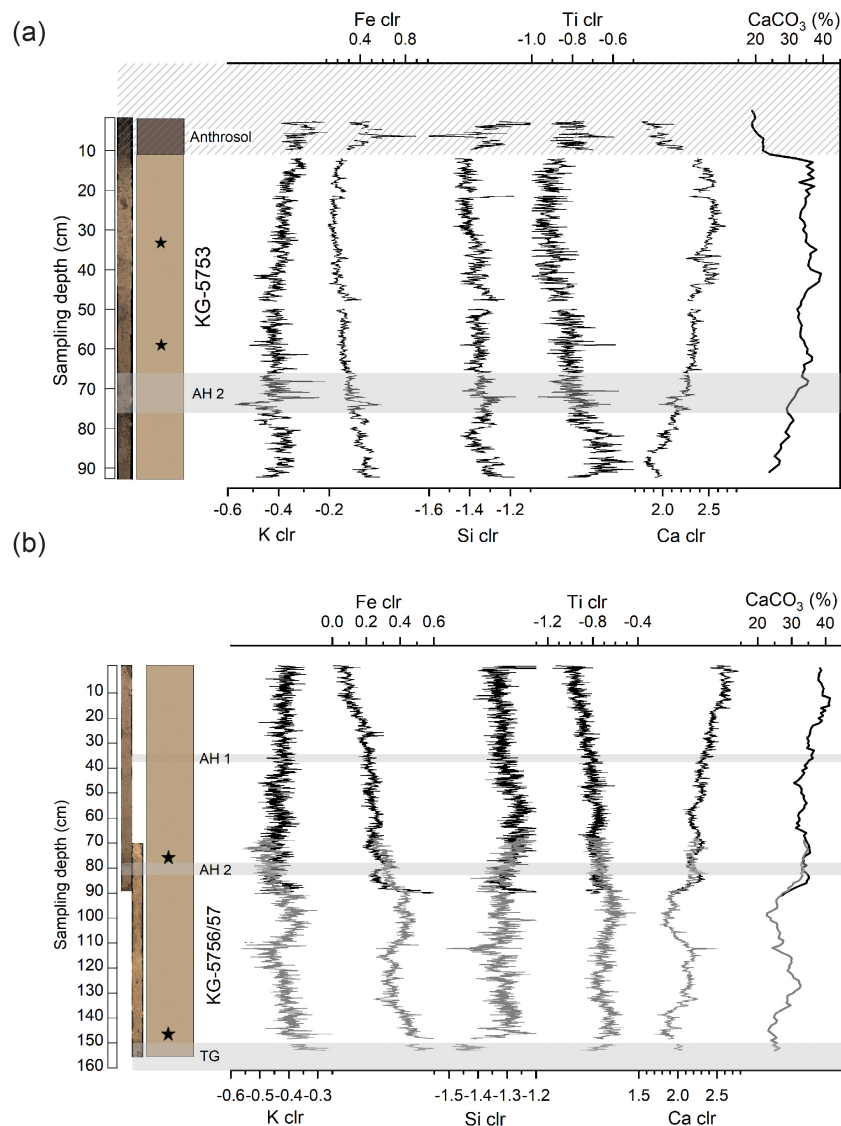 (a)
Fe clr
Ti clr
CaCO3 (%)
0.4 0.8
-1.0 -0.8 -0.6
20 30 40
Anthrosol
10
20
30
40
50
60
70
80
90
Sampling depth (cm)
KG-5753
AH 2
-0.6 -0.4 -0.2
-1.6 -1.4 -1.2
2.0 2.5
K clr
Si clr
Ca clr
(b)
Fe clr
Ti clr
CaCO3 (%)
0.0 0.2 0.4 0.6
-1.2 -0.8 -0.4
20 30 40
10
20
30
40
50
60
70
80
90
100
110
120
130
140
150
160
Sampling depth (cm)
KG-5756/57
AH 1
AH 2
TG
-0.6-0.5-0.4-0.3
-1.5-1.4-1.3-1.2
1.5 2.0 2.5
K clr
Si clr
Ca clr